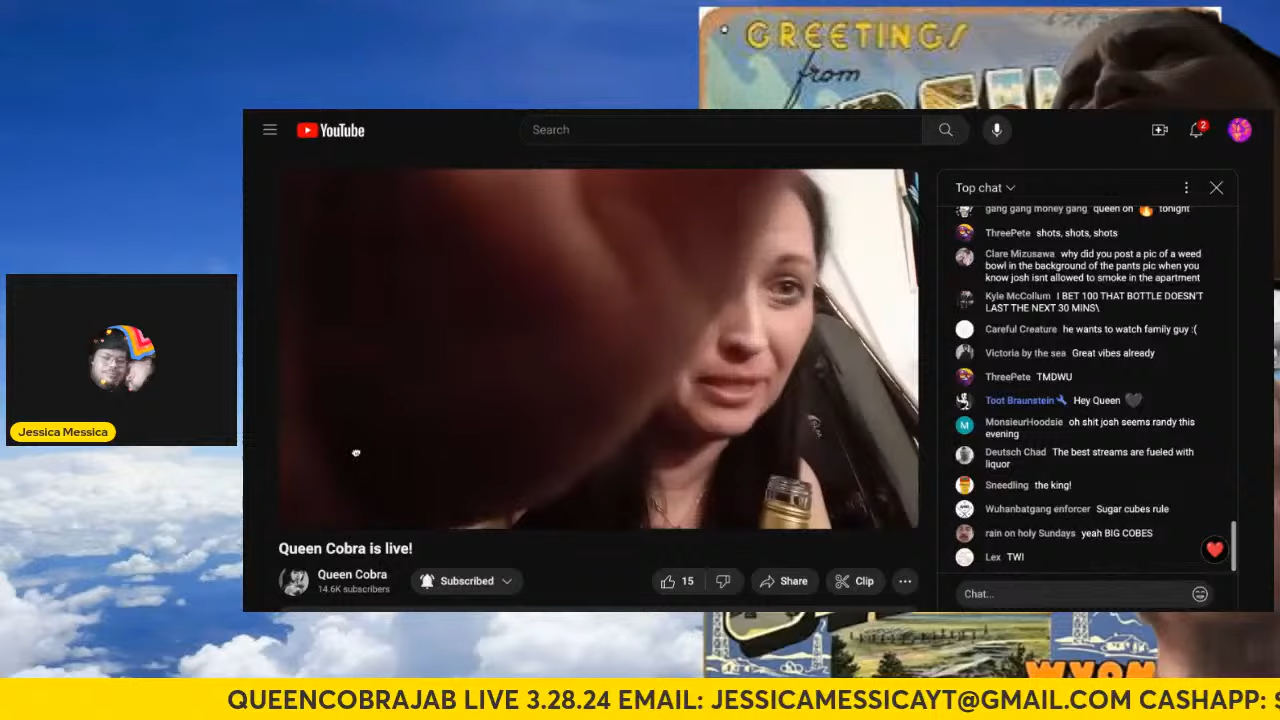 GREETINGS
from
YouTube
Search
2
Top chat
gang gang money gang queen on tonight
ThreePete shots, shots, shots
Clare Mizusawa why did you post a pic of a weed
bowl in the background of the pants pic when you
know josh isnt allowed to smoke in the apartment
Kyle McCollum I BET 100 THAT BOTTLE DOESN'T
LAST THE NEXT 30 MINS\
Careful Creature he wants to watch family guy :(
Victoria by the sea Great vibes already
ThreePete TMDWU
Toot Braunstein Hey Queen
M
MonsieurHoodsie oh shit josh seems randy this
evening
Deutsch Chad The best streams are fueled with
liquor
Sneedling the king!
Wuhanbatgang enforcer Sugar cubes rule
rain on holy Sundays yeah BIG COBES
Lex TWI
Chat...
Jessica Messica
Queen Cobra is live!
Queen Cobra
14.6K subscribers
Subscribed
15
Share
Clip
WYOM
QUEENCOBRAJAB LIVE 3.28.24 EMAIL: JESSICAMESSICAYT@GMAIL.COM CASHAPP: